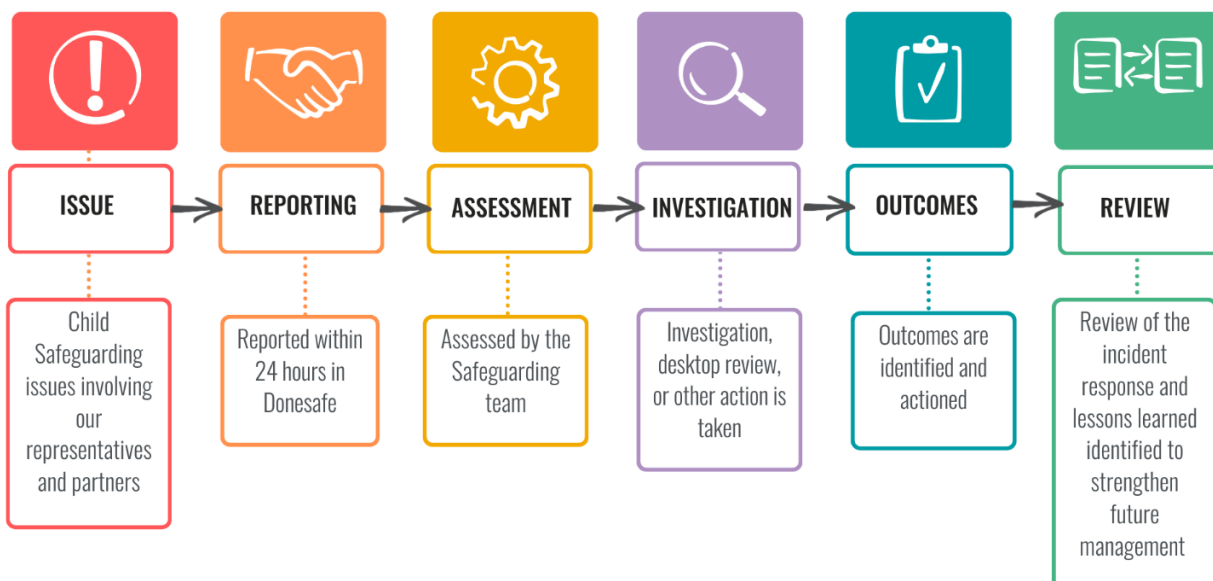 ISSUE
REPORTING
ASSESSMENT
INVESTIGATION
OUTCOMES
REVIEW
Child
Safeguarding
issues involving
our
representatives
and partners
Reported within
24 hours in
Donesafe
Assessed by the
Safeguarding
team
Investigation,
desktop review,
or other action is
taken
Outcomes are
identified and
actioned
Review of the
incident
response and
lessons learned
identified to
strengthen
future
management